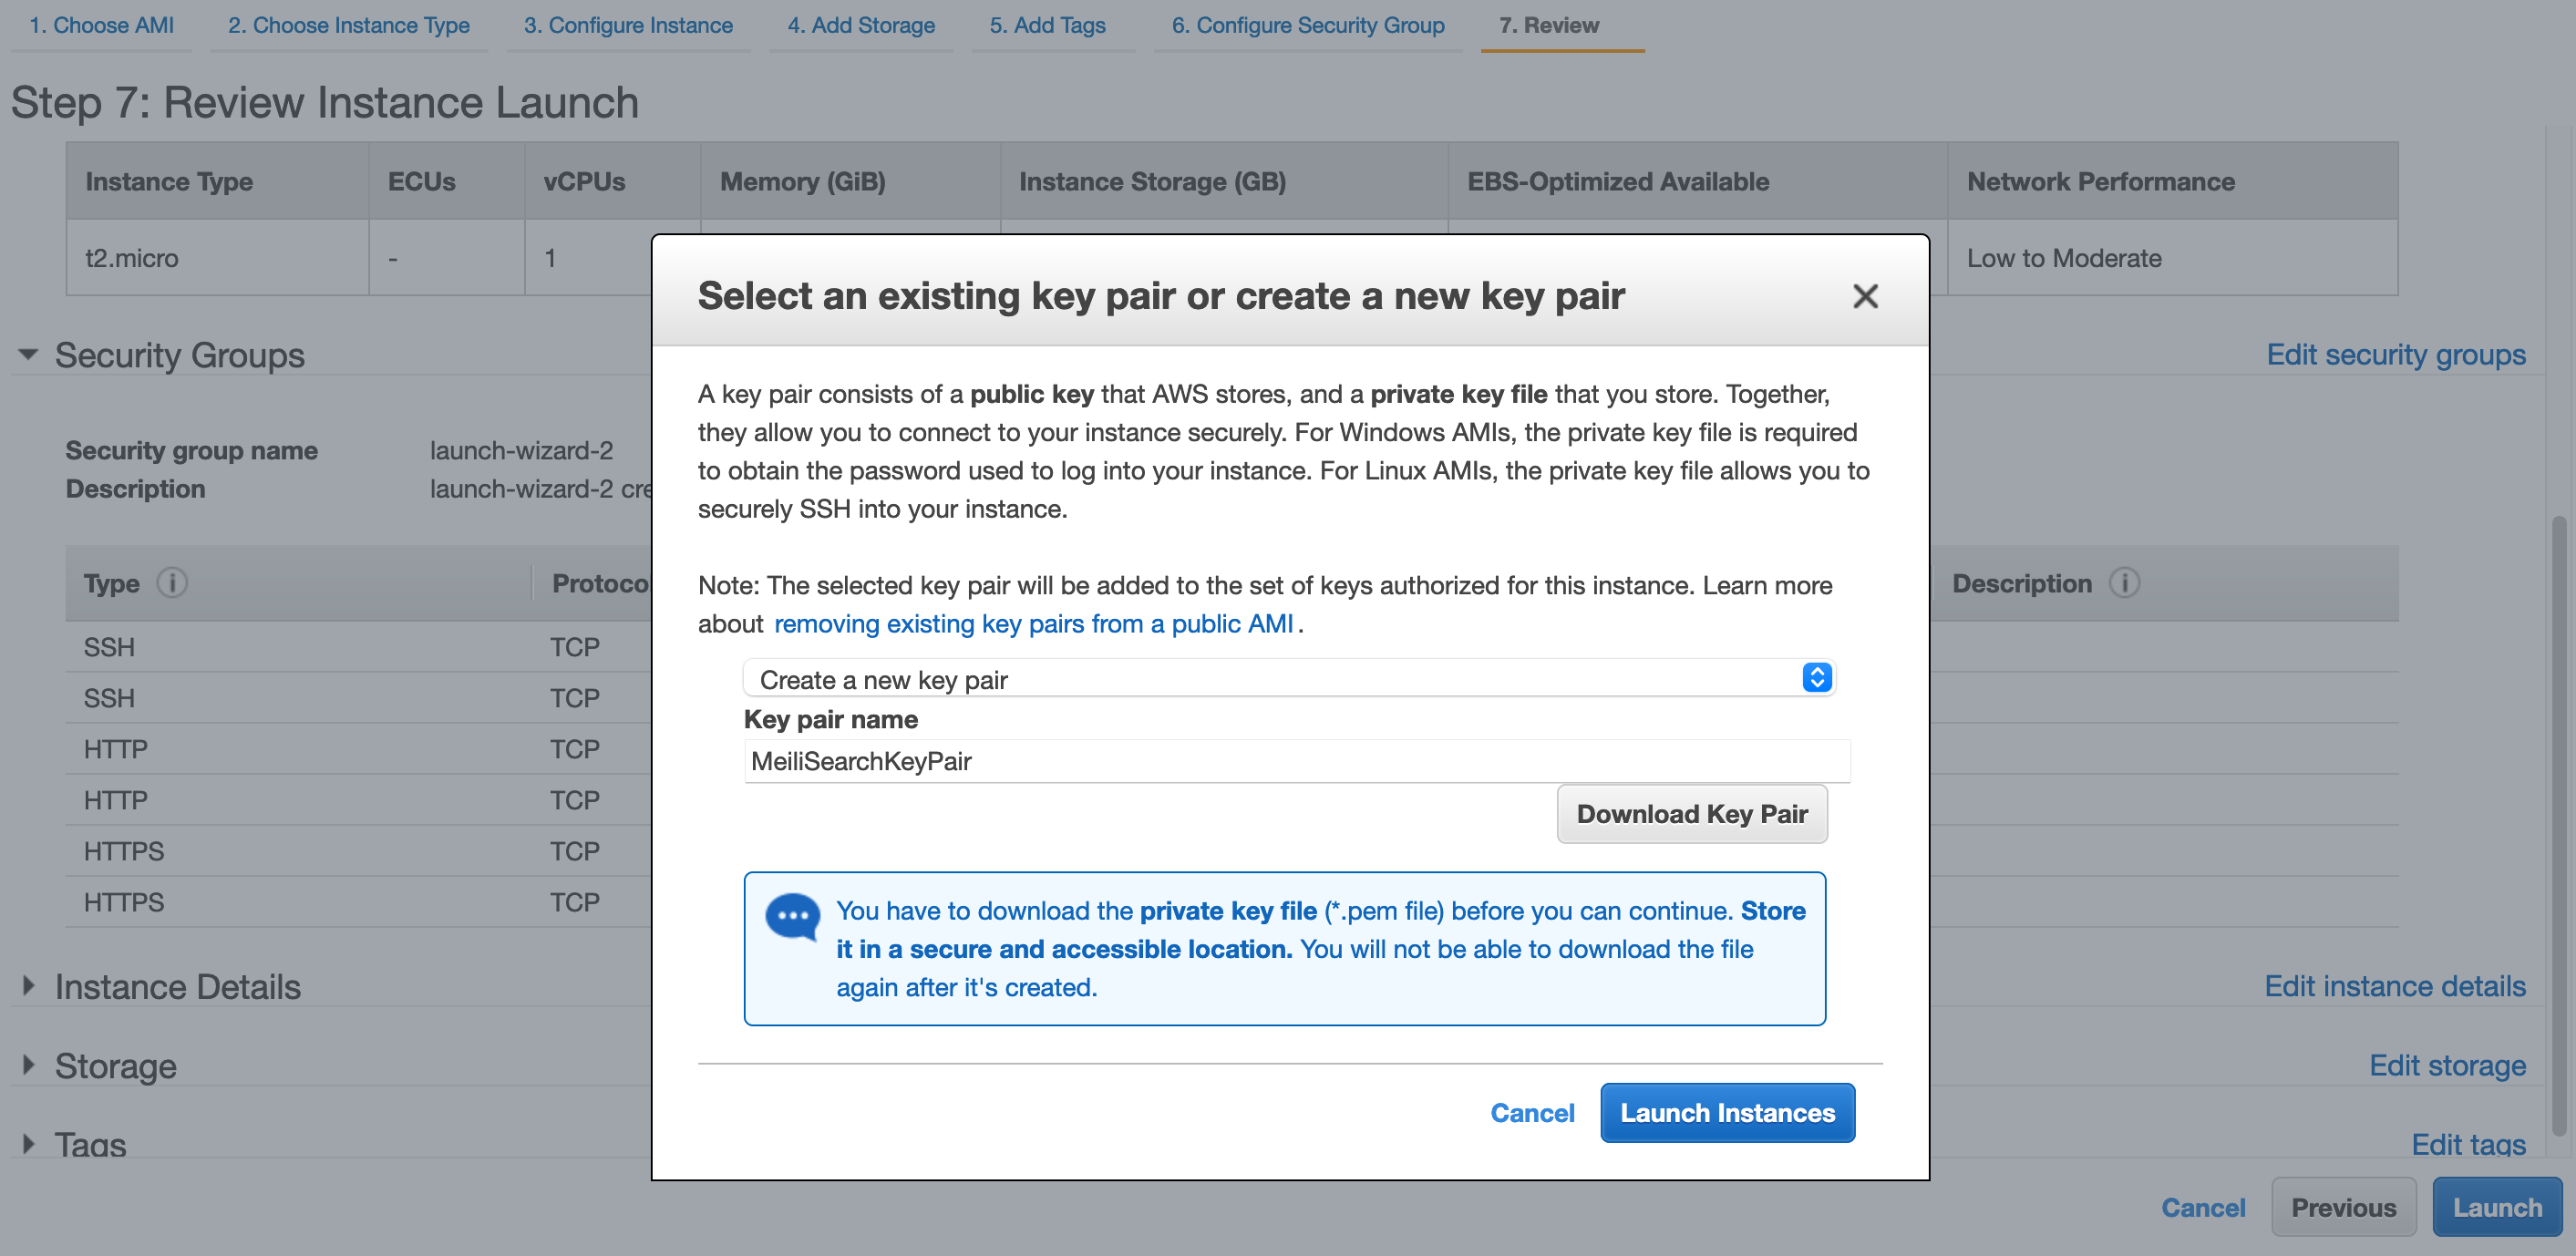 1. Choose AMI 2. Choose Instance Type 3. Configure Instance 4. Add Storage 5. Add Tags 6. Configure Security Group 7. Review
Step 7: Review Instance Launch
Instance Type ECUs vCPUs Memory (GiB) Instance Storage (GB) EBS-Optimized Available Network Performance
t2.micro - 1 Low to Moderate
Security Groups Edit security groups
Security group name launch-wizard-2
Description launch-wizard-2
Type Description
SSH TCP
SSH TCP
HTTP TCP
HTTP TCP
HTTPS TCP
HTTPS TCP
Instance Details Edit instance details
Storage Edit storage
Tags Edit tags
Select an existing key pair or create a new key pair
A key pair consists of a public key that AWS stores, and a private key file that you store. Together,
they allow you to connect to your instance securely. For Windows AMIs, the private key file is required
to obtain the password used to log into your instance. For Linux AMIs, the private key file allows you to
securely SSH into your instance.
Note: The selected key pair will be added to the set of keys authorized for this instance. Learn more
about removing existing key pairs from a public AMI .
Create a new key pair
Key pair name
MeiliSearchKeyPair
Download Key Pair
You have to download the private key file (*.pem file) before you can continue. Store
it in a secure and accessible location. You will not be able to download the file
again after it's created.
Cancel Launch Instances
Cancel Previous Launch